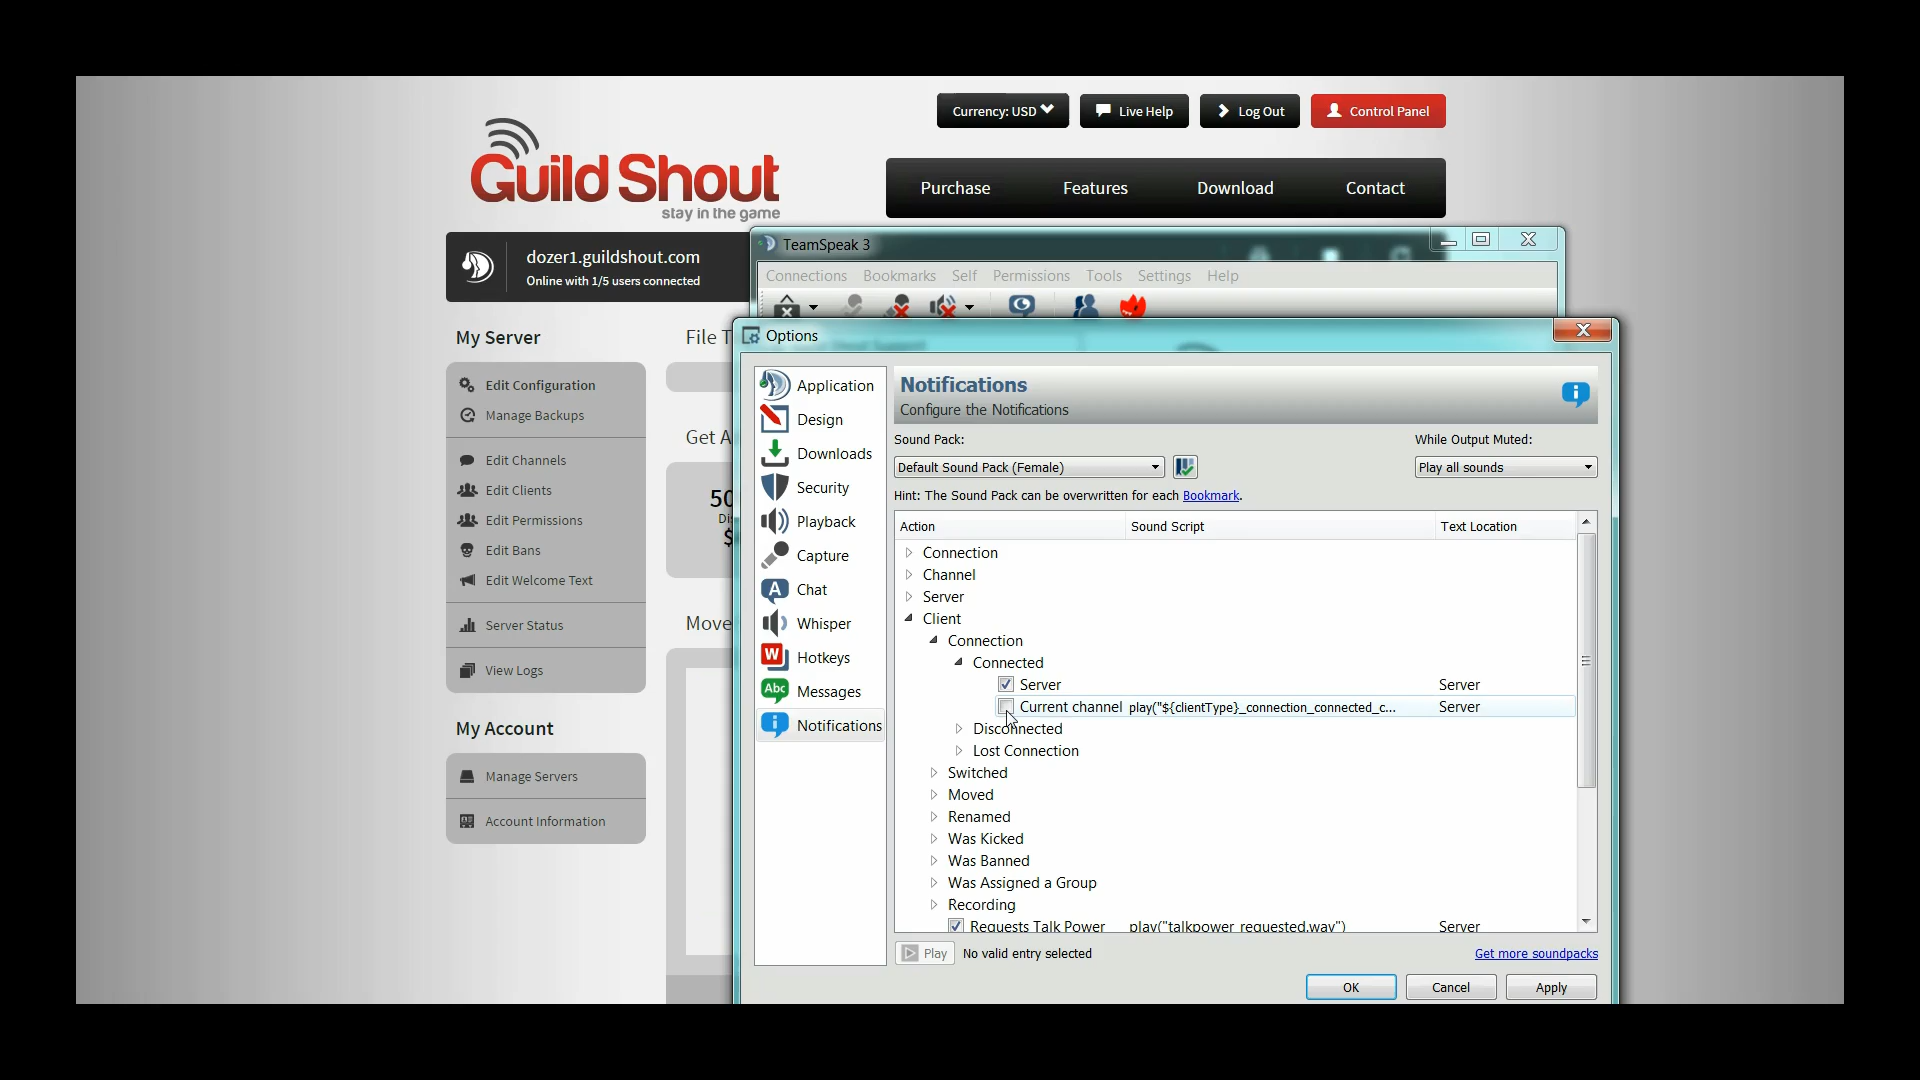 Currency: USD
Live Help
Log Out
Control Panel
Guild Shout
stay in the game
Purchase
Features
Download
Contact
dozer1.guildshout.com
Online with 1/5 users connected
My Server
Edit Configuration
Manage Backups
Edit Channels
Edit Clients
Edit Permissions
Edit Bans
Edit Welcome Text
Server Status
View Logs
My Account
Manage Servers
Account Information
File T
Get A
50
Di
$
Move
TeamSpeak 3
Connections Bookmarks Self Permissions Tools Settings Help
Options
Application
Design
Downloads
Security
Playback
Capture
A Chat
Whisper
W Hotkeys
Abc Messages
Notifications
Notifications
Configure the Notifications
Sound Pack:
While Output Muted:
Default Sound Pack (Female)
Play all sounds
Hint: The Sound Pack can be overwritten for each Bookmark.
Action Sound Script Text Location
Connection
Channel
Server
Client
Connection
Connected
Server Server
Current channel play("${clientType}_connection_connected_c... Server
Disconnected
Lost Connection
Switched
Moved
Renamed
Was Kicked
Was Banned
Was Assigned a Group
Recording
Requests Talk Power play("talkpower_requested.wav") Server
Play No valid entry selected
Get more soundpacks
OK
Cancel
Apply